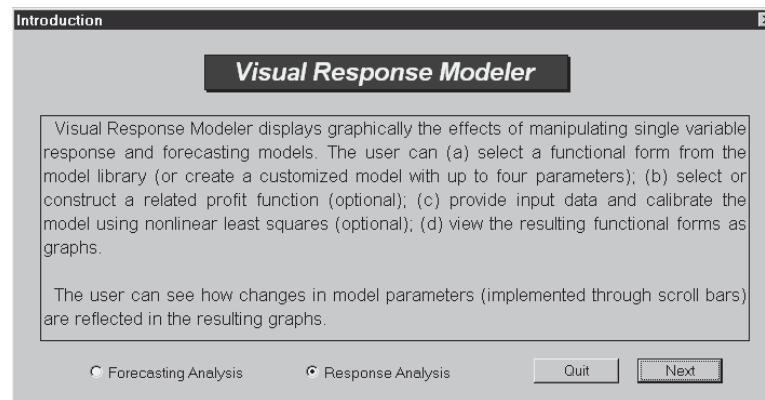 Introduction
Visual Response Modeler
Visual Response Modeler displays graphically the effects of manipulating single variable
response and forecasting models. The user can (a) select a functional form from the
model library (or create a customized model with up to four parameters); (b) select or
construct a related profit function (optional); (c) provide input data and calibrate the
model using nonlinear least squares (optional); (d) view the resulting functional forms as
graphs.
The user can see how changes in model parameters (implemented through scroll bars)
are reflected in the resulting graphs.
Forecasting Analysis
Response Analysis
Quit
Next